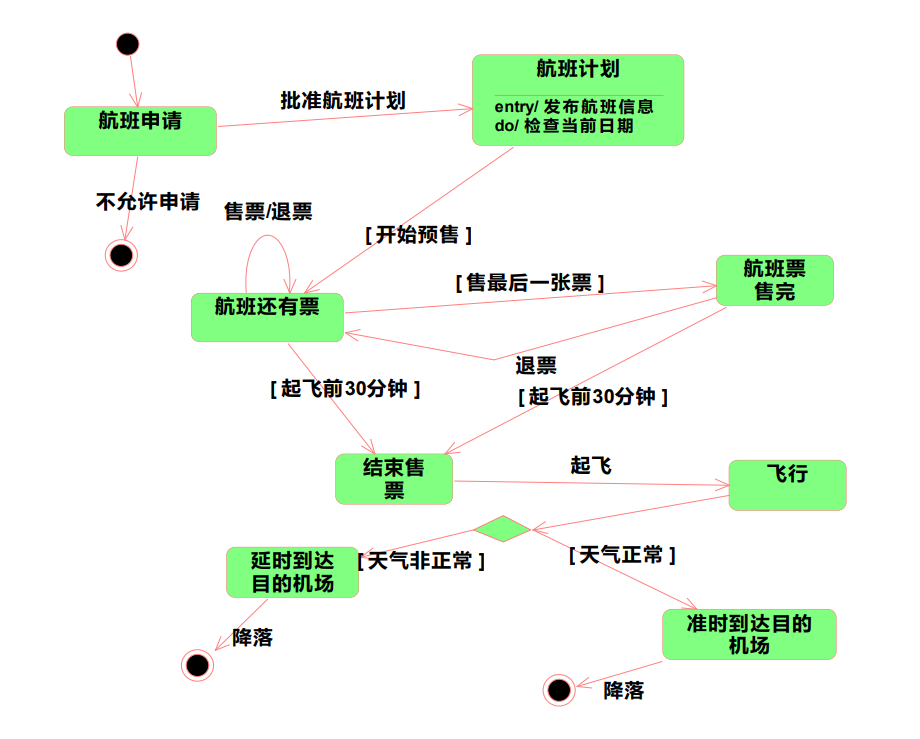 航班计划
批准航班计划
entry/ 发布航班信息
do/ 检查当前日期
航班申请
不允许申请
售票/退票
[ 开始预售 ]
航班票
售完
[ 售最后一张票 ]
航班还有票
退票
[ 起飞前30分钟 ]
[ 起飞前30分钟 ]
结束售
票
起飞
飞行
[ 天气非正常 ]
[ 天气正常 ]
延时到达
目的机场
准时到达目的
机场
降落
降落